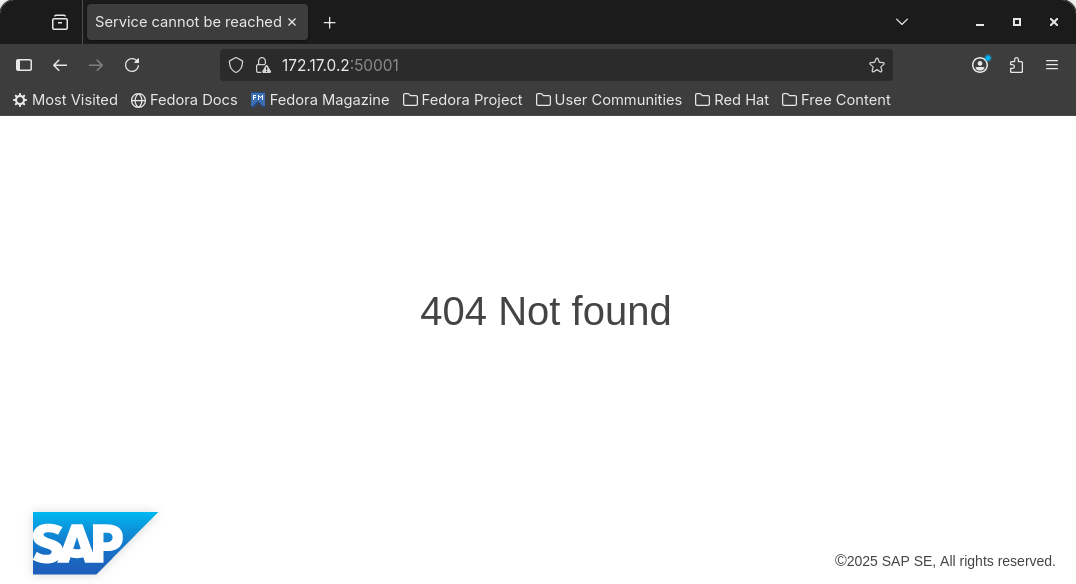 Service cannot be reached
172.17.0.2:50001
Most Visited Fedora Docs FM Fedora Magazine Fedora Project User Communities Red Hat Free Content
404 Not found
SAP
©2025 SAP SE, All rights reserved.